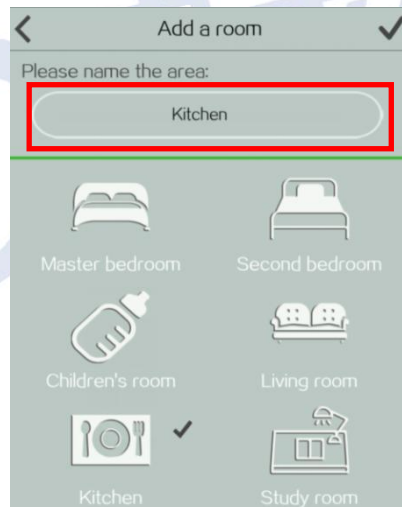 Add a room
Please name the area:
Kitchen
Master bedroom
Second bedroom
Children's room
Living room
Kitchen
Study room